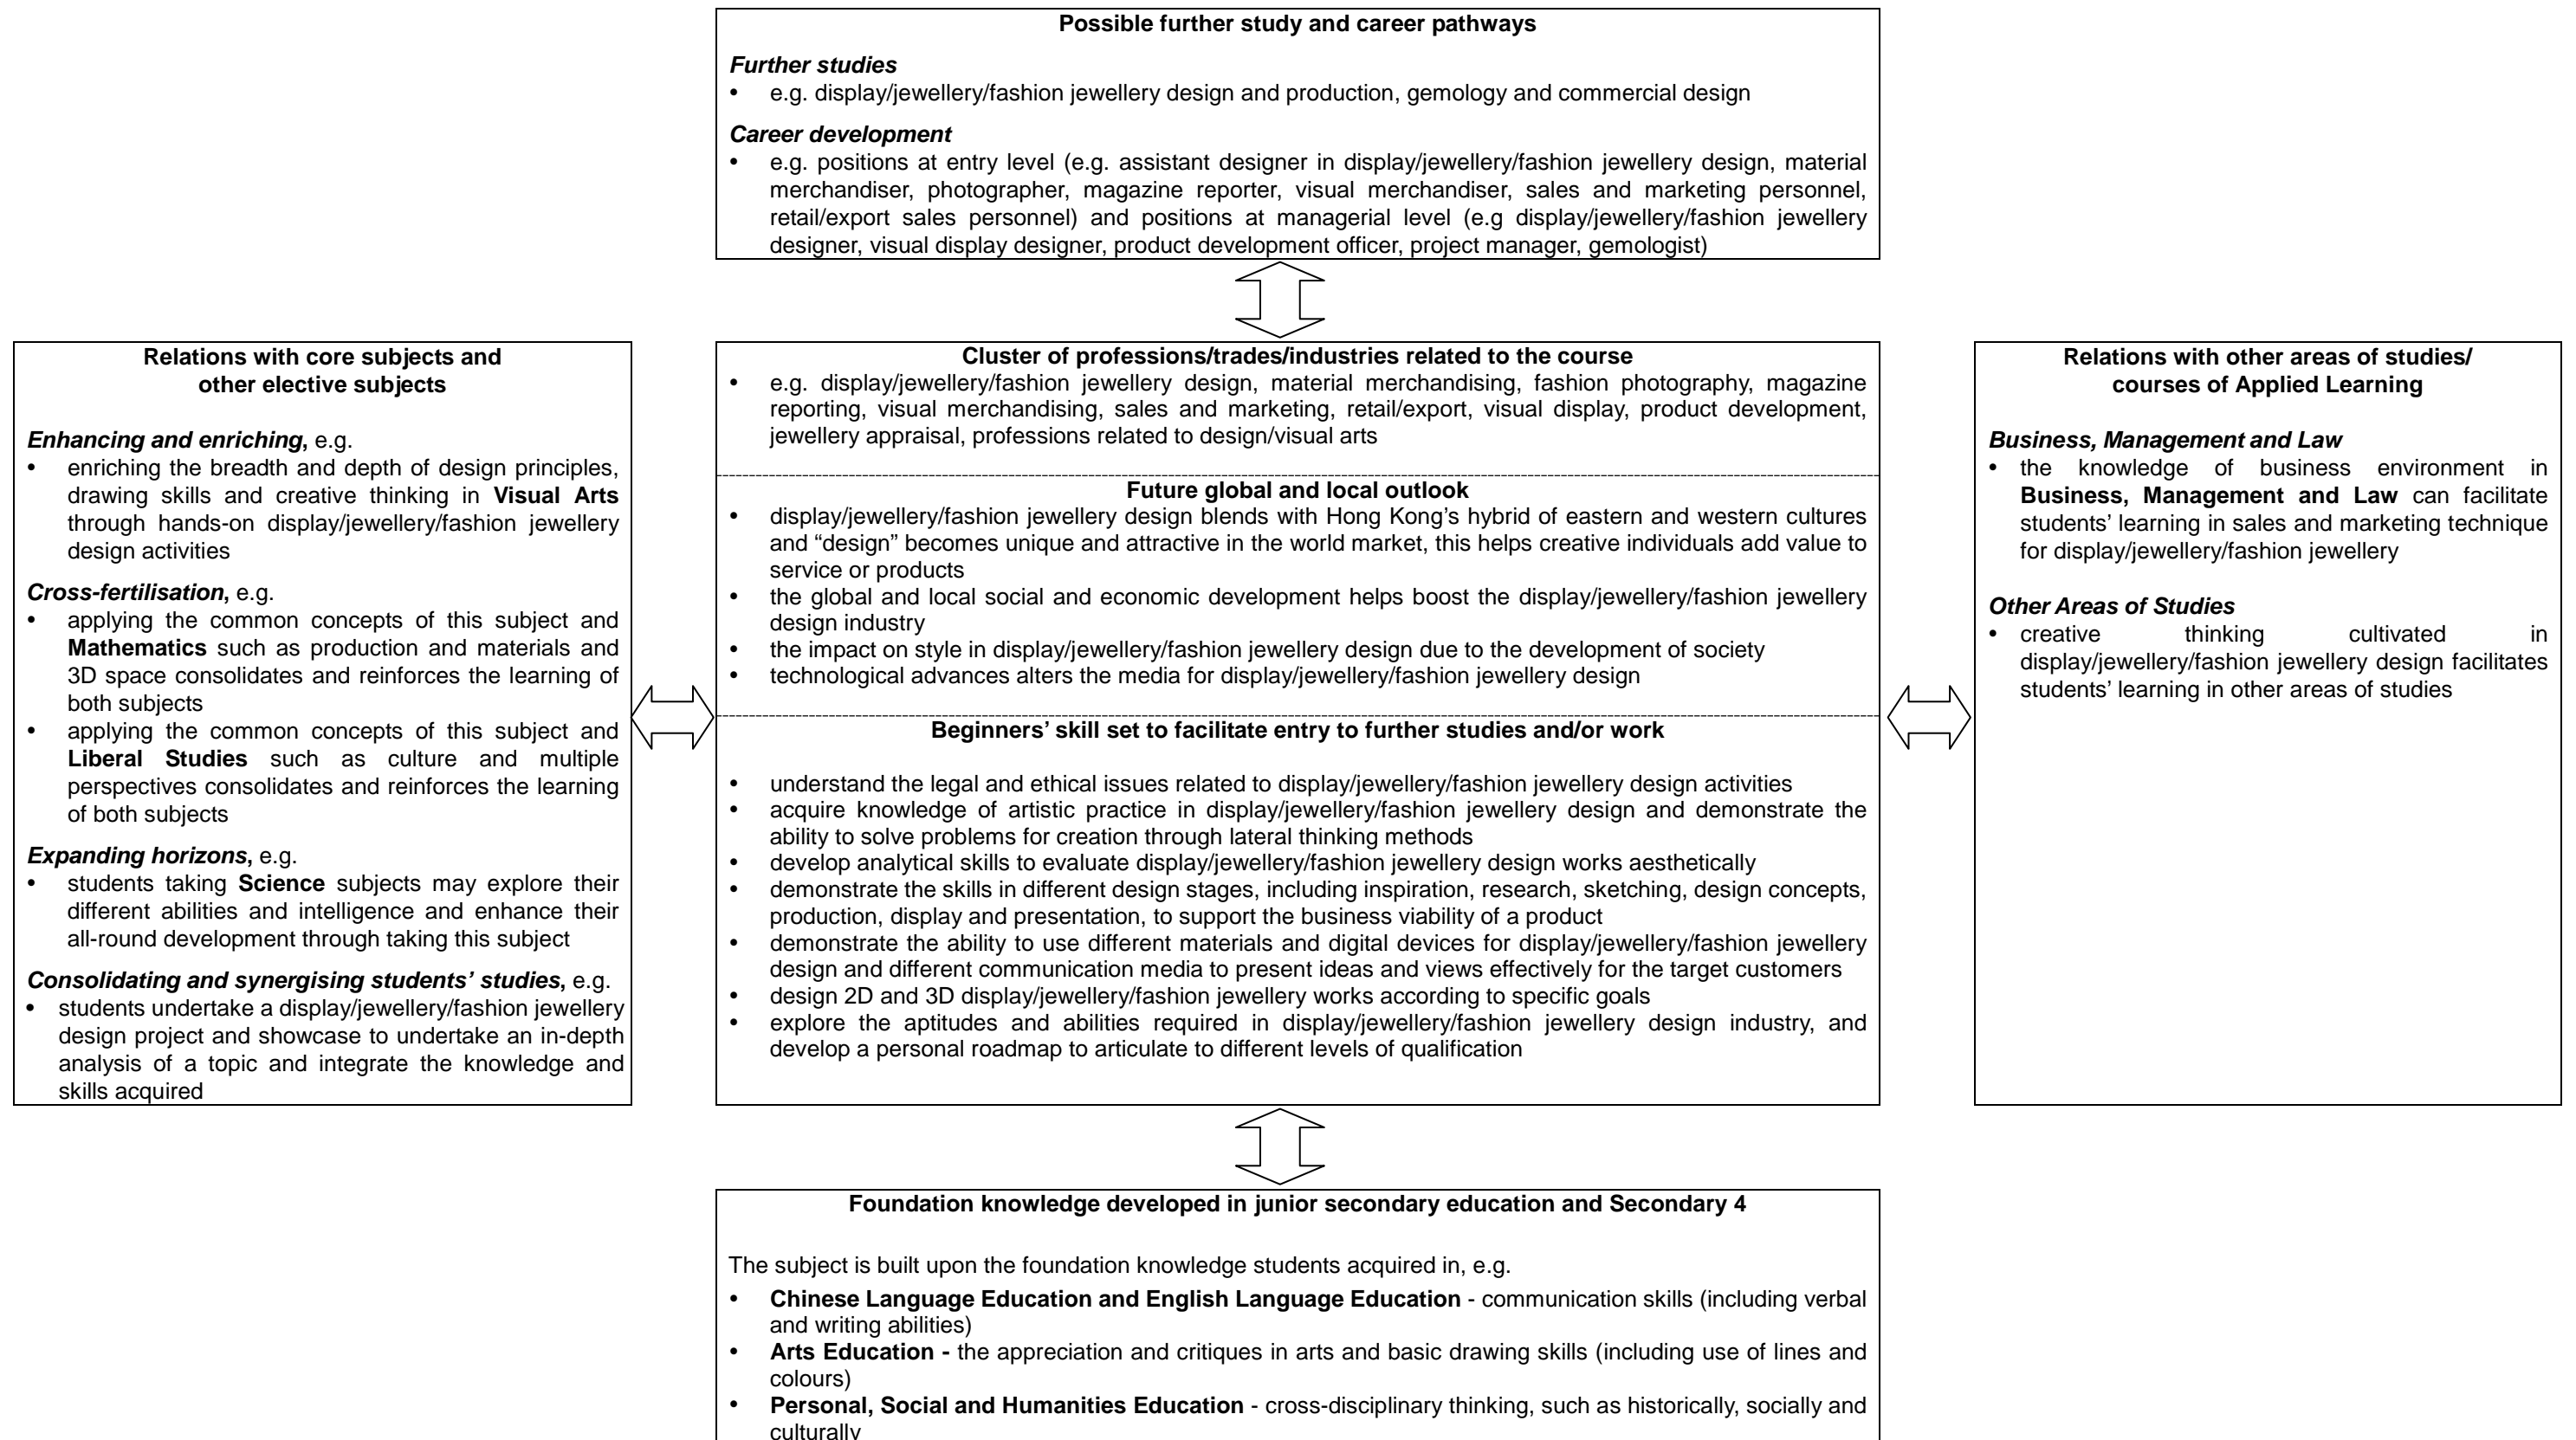 Possible further study and career pathways
Further studies
• e.g. display/jewellery/fashion jewellery design and production, gemology and commercial design
Career development
• e.g. positions at entry level (e.g. assistant designer in display/jewellery/fashion jewellery design, material
merchandiser, photographer, magazine reporter, visual merchandiser, sales and marketing personnel,
retail/export sales personnel) and positions at managerial level (e.g display/jewellery/fashion jewellery
designer, visual display designer, product development officer, project manager, gemologist)
Relations with core subjects and
other elective subjects
Enhancing and enriching, e.g.
• enriching the breadth and depth of design principles,
drawing skills and creative thinking in Visual Arts
through hands-on display/jewellery/fashion jewellery
design activities
Cross-fertilisation, e.g.
• applying the common concepts of this subject and
Mathematics such as production and materials and
3D space consolidates and reinforces the learning of
both subjects
• applying the common concepts of this subject and
Liberal Studies such as culture and multiple
perspectives consolidates and reinforces the learning
of both subjects
Expanding horizons, e.g.
• students taking Science subjects may explore their
different abilities and intelligence and enhance their
all-round development through taking this subject
Consolidating and synergising students’ studies, e.g.
• students undertake a display/jewellery/fashion jewellery
design project and showcase to undertake an in-depth
analysis of a topic and integrate the knowledge and
skills acquired
Cluster of professions/trades/industries related to the course
• e.g. display/jewellery/fashion jewellery design, material merchandising, fashion photography, magazine
reporting, visual merchandising, sales and marketing, retail/export, visual display, product development,
jewellery appraisal, professions related to design/visual arts
Future global and local outlook
• display/jewellery/fashion jewellery design blends with Hong Kong’s hybrid of eastern and western cultures
and “design” becomes unique and attractive in the world market, this helps creative individuals add value to
service or products
• the global and local social and economic development helps boost the display/jewellery/fashion jewellery
design industry
• the impact on style in display/jewellery/fashion jewellery design due to the development of society
• technological advances alters the media for display/jewellery/fashion jewellery design
Beginners’ skill set to facilitate entry to further studies and/or work
• understand the legal and ethical issues related to display/jewellery/fashion jewellery design activities
• acquire knowledge of artistic practice in display/jewellery/fashion jewellery design and demonstrate the
ability to solve problems for creation through lateral thinking methods
• develop analytical skills to evaluate display/jewellery/fashion jewellery design works aesthetically
• demonstrate the skills in different design stages, including inspiration, research, sketching, design concepts,
production, display and presentation, to support the business viability of a product
• demonstrate the ability to use different materials and digital devices for display/jewellery/fashion jewellery
design and different communication media to present ideas and views effectively for the target customers
• design 2D and 3D display/jewellery/fashion jewellery works according to specific goals
• explore the aptitudes and abilities required in display/jewellery/fashion jewellery design industry, and
develop a personal roadmap to articulate to different levels of qualification
Relations with other areas of studies/
courses of Applied Learning
Business, Management and Law
• the knowledge of business environment in
Business, Management and Law can facilitate
students’ learning in sales and marketing technique
for display/jewellery/fashion jewellery
Other Areas of Studies
• creative thinking cultivated in
display/jewellery/fashion jewellery design facilitates
students’ learning in other areas of studies
Foundation knowledge developed in junior secondary education and Secondary 4
The subject is built upon the foundation knowledge students acquired in, e.g.
• Chinese Language Education and English Language Education - communication skills (including verbal
and writing abilities)
• Arts Education - the appreciation and critiques in arts and basic drawing skills (including use of lines and
colours)
• Personal, Social and Humanities Education - cross-disciplinary thinking, such as historically, socially and
culturally